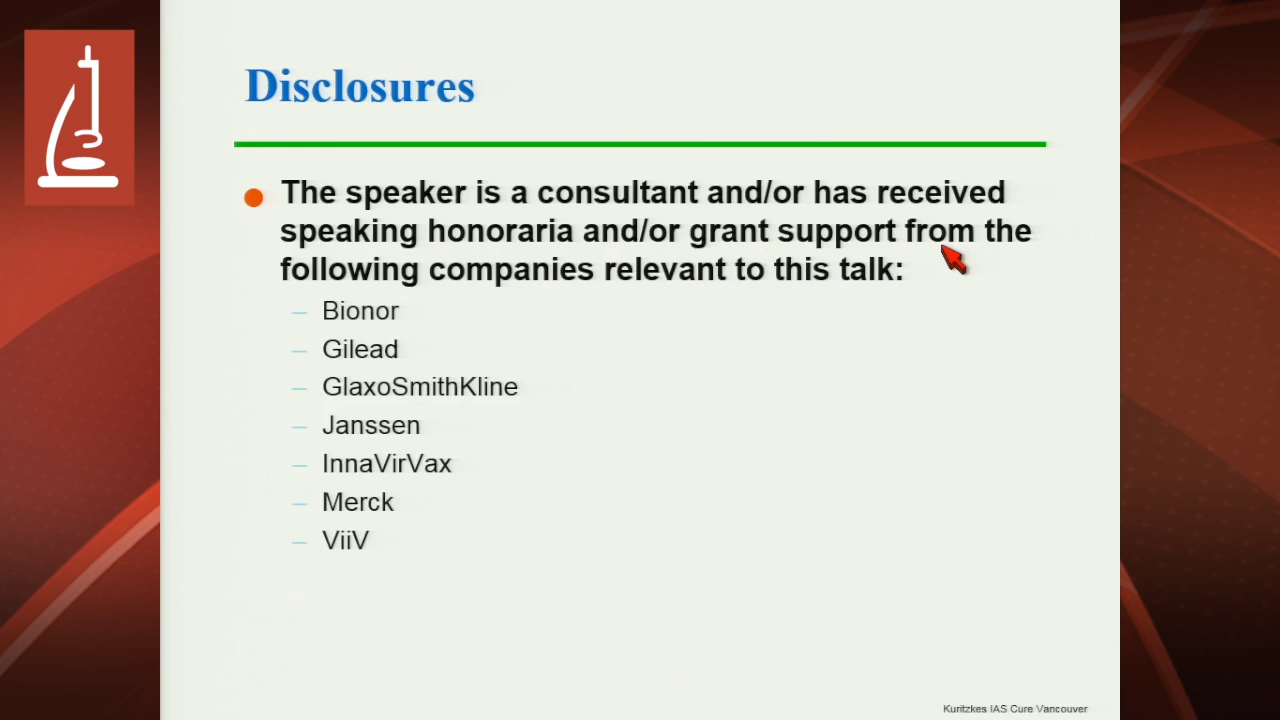 Disclosures
The speaker is a consultant and/or has received
speaking honoraria and/or grant support from the
following companies relevant to this talk:
– Bionor
– Gilead
– GlaxoSmithKline
– Janssen
– InnaVirVax
– Merck
– ViiV
Kuritzkes IAS Cure Vancouver